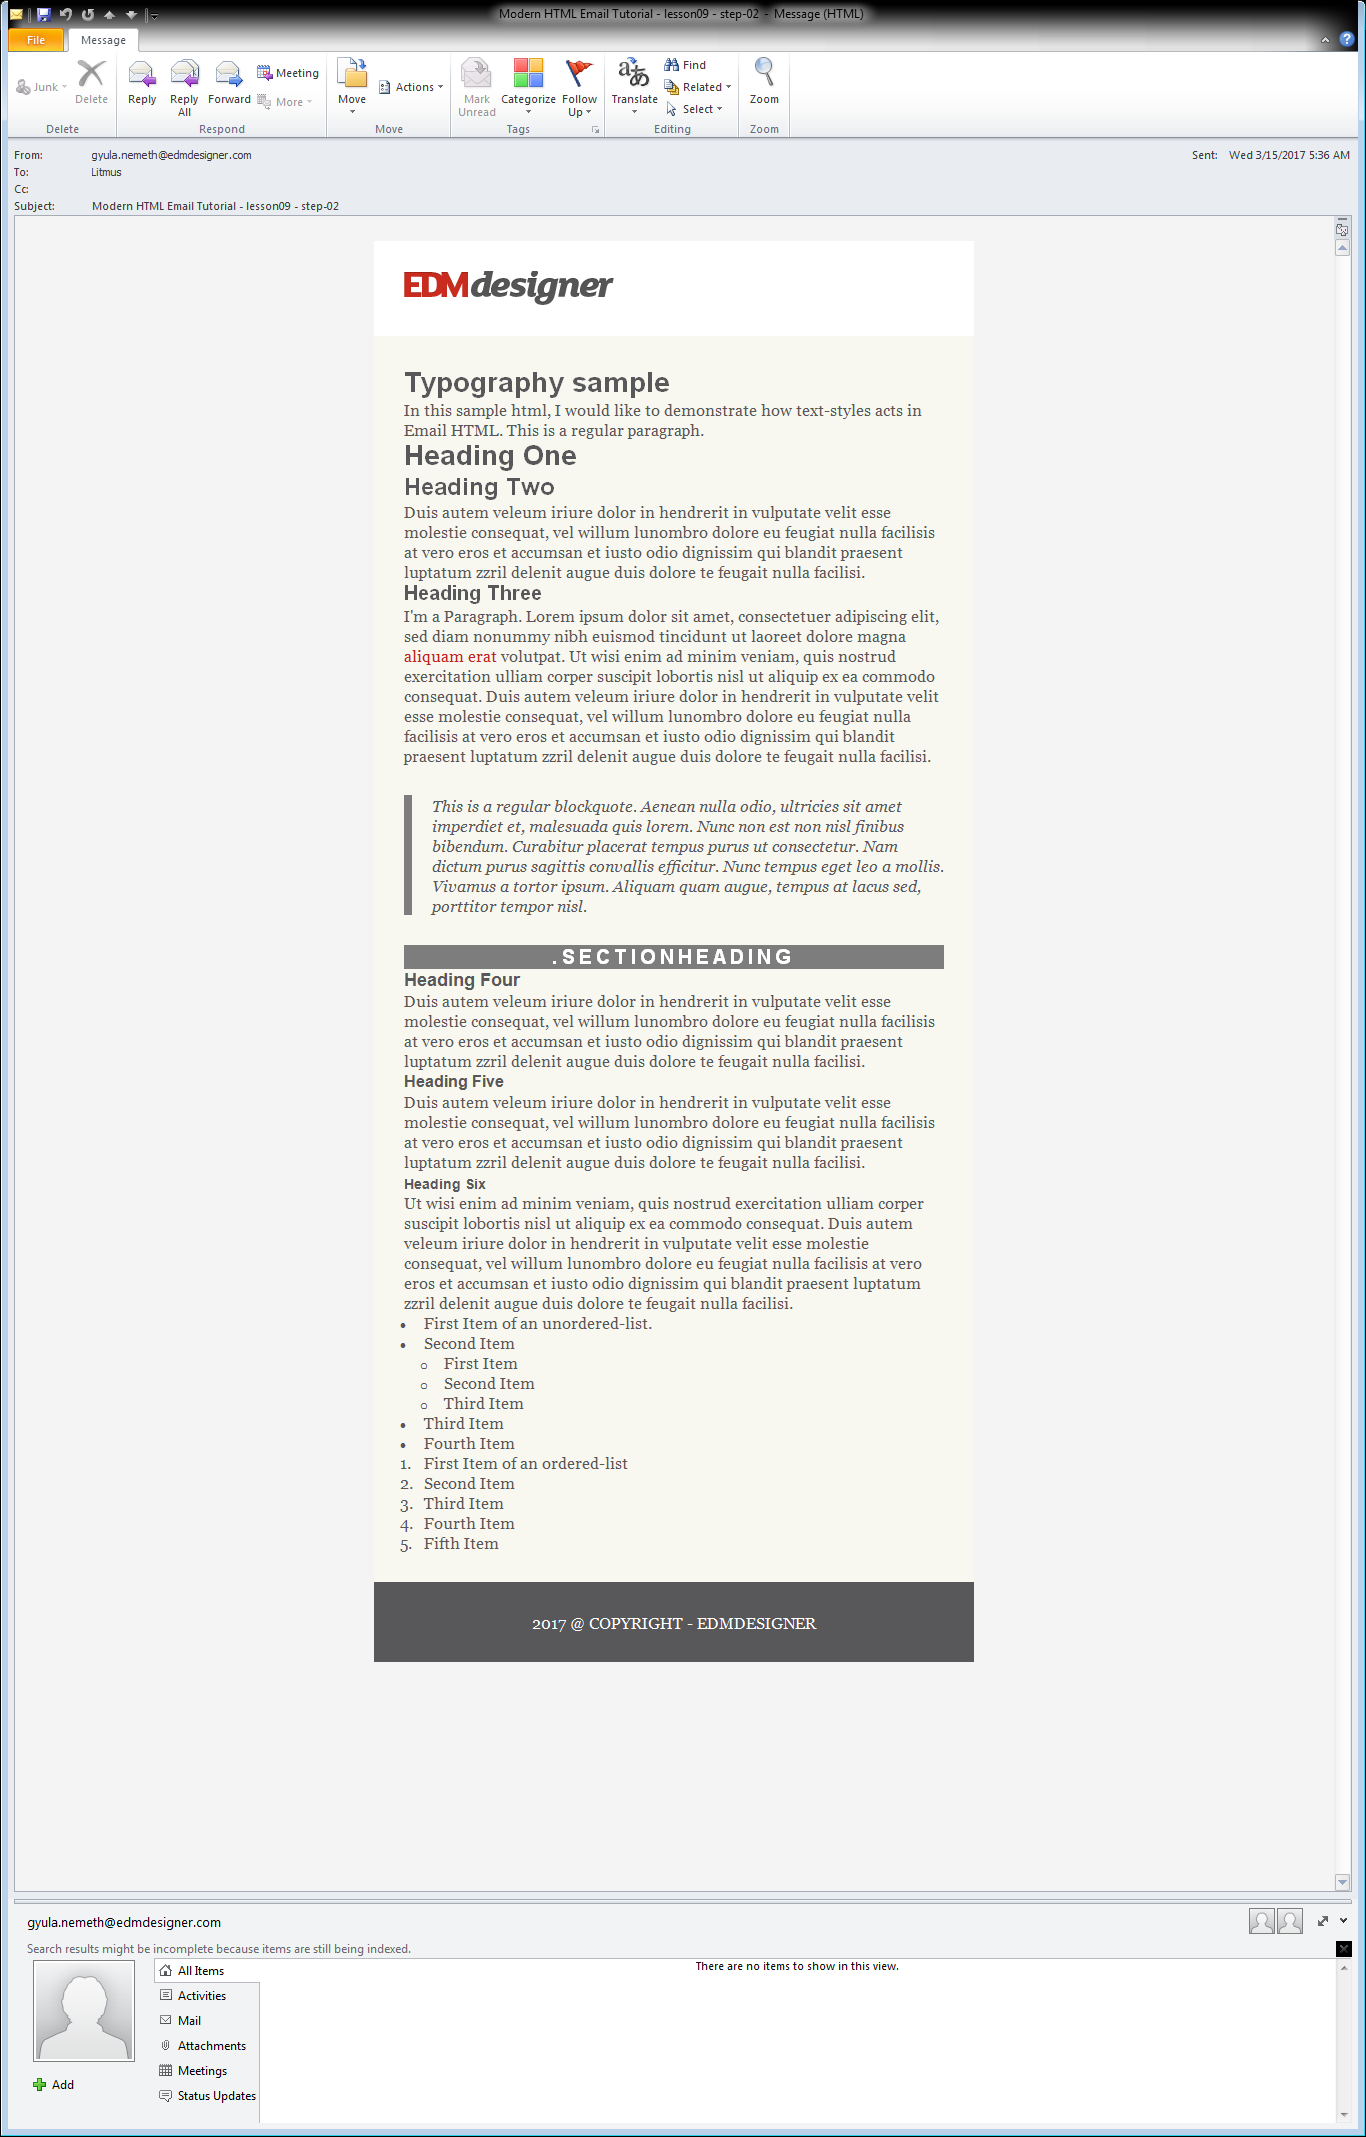 Modern HTML Email Tutorial - lesson09 - step-02 - Message (HTML)
File Message
Junk Delete
Delete
Reply Reply All Forward Meeting More
Respond
Move Actions
Move
Mark Unread Categorize Follow Up
Tags
Translate Find Related Select
Editing
Zoom
Zoom
From: gyula.nemeth@edmdesigner.com Sent: Wed 3/15/2017 5:36 AM
To: Litmus
Cc:
Subject: Modern HTML Email Tutorial - lesson09 - step-02
EDMdesigner
Typography sample
In this sample html, I would like to demonstrate how text-styles acts in
Email HTML. This is a regular paragraph.
Heading One
Heading Two
Duis autem veleum iriure dolor in hendrerit in vulputate velit esse
molestie consequat, vel willum lunombro dolore eu feugiat nulla facilisis
at vero eros et accumsan et iusto odio dignissim qui blandit praesent
luptatum zzril delenit augue duis dolore te feugait nulla facilisi.
Heading Three
I'm a Paragraph. Lorem ipsum dolor sit amet, consectetuer adipiscing elit,
sed diam nonummy nibh euismod tincidunt ut laoreet dolore magna
aliquam erat volutpat. Ut wisi enim ad minim veniam, quis nostrud
exercitation ulliam corper suscipit lobortis nisl ut aliquip ex ea commodo
consequat. Duis autem veleum iriure dolor in hendrerit in vulputate velit
esse molestie consequat, vel willum lunombro dolore eu feugiat nulla
facilisis at vero eros et accumsan et iusto odio dignissim qui blandit
praesent luptatum zzril delenit augue duis dolore te feugait nulla facilisi.
This is a regular blockquote. Aenean nulla odio, ultricies sit amet
imperdiet et, malesuada quis lorem. Nunc non est non nisl finibus
bibendum. Curabitur placerat tempus purus ut consectetur. Nam
dictum purus sagittis convallis efficitur. Nunc tempus eget leo a mollis.
Vivamus a tortor ipsum. Aliquam quam augue, tempus at lacus sed,
porttitor tempor nisl.
.SECTIONHEADING
Heading Four
Duis autem veleum iriure dolor in hendrerit in vulputate velit esse
molestie consequat, vel willum lunombro dolore eu feugiat nulla facilisis
at vero eros et accumsan et iusto odio dignissim qui blandit praesent
luptatum zzril delenit augue duis dolore te feugait nulla facilisi.
Heading Five
Duis autem veleum iriure dolor in hendrerit in vulputate velit esse
molestie consequat, vel willum lunombro dolore eu feugiat nulla facilisis
at vero eros et accumsan et iusto odio dignissim qui blandit praesent
luptatum zzril delenit augue duis dolore te feugait nulla facilisi.
Heading Six
Ut wisi enim ad minim veniam, quis nostrud exercitation ulliam corper
suscipit lobortis nisl ut aliquip ex ea commodo consequat. Duis autem
veleum iriure dolor in hendrerit in vulputate velit esse molestie
consequat, vel willum lunombro dolore eu feugiat nulla facilisis at vero
eros et accumsan et iusto odio dignissim qui blandit praesent luptatum
zzril delenit augue duis dolore te feugait nulla facilisi.
• First Item of an unordered-list.
• Second Item
o First Item
o Second Item
o Third Item
• Third Item
• Fourth Item
1. First Item of an ordered-list
2. Second Item
3. Third Item
4. Fourth Item
5. Fifth Item
2017 @ COPYRIGHT - EDMDESIGNER
gyula.nemeth@edmdesigner.com
Search results might be incomplete because items are still being indexed.
All Items
There are no items to show in this view.
Activities
Mail
Attachments
Meetings
Status Updates
Add